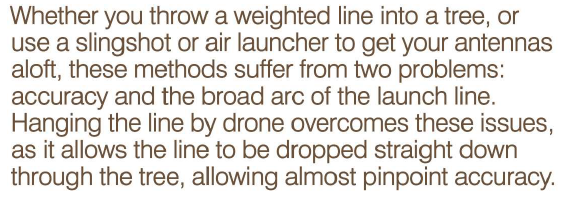 Whether you throw a weighted line into a tree, or
use a slingshot or air launcher to get your antennas
aloft, these methods suffer from two problems:
accuracy and the broad arc of the launch line.
Hanging the line by drone overcomes these issues,
as it allows the line to be dropped straight down
through the tree, allowing almost pinpoint accuracy.